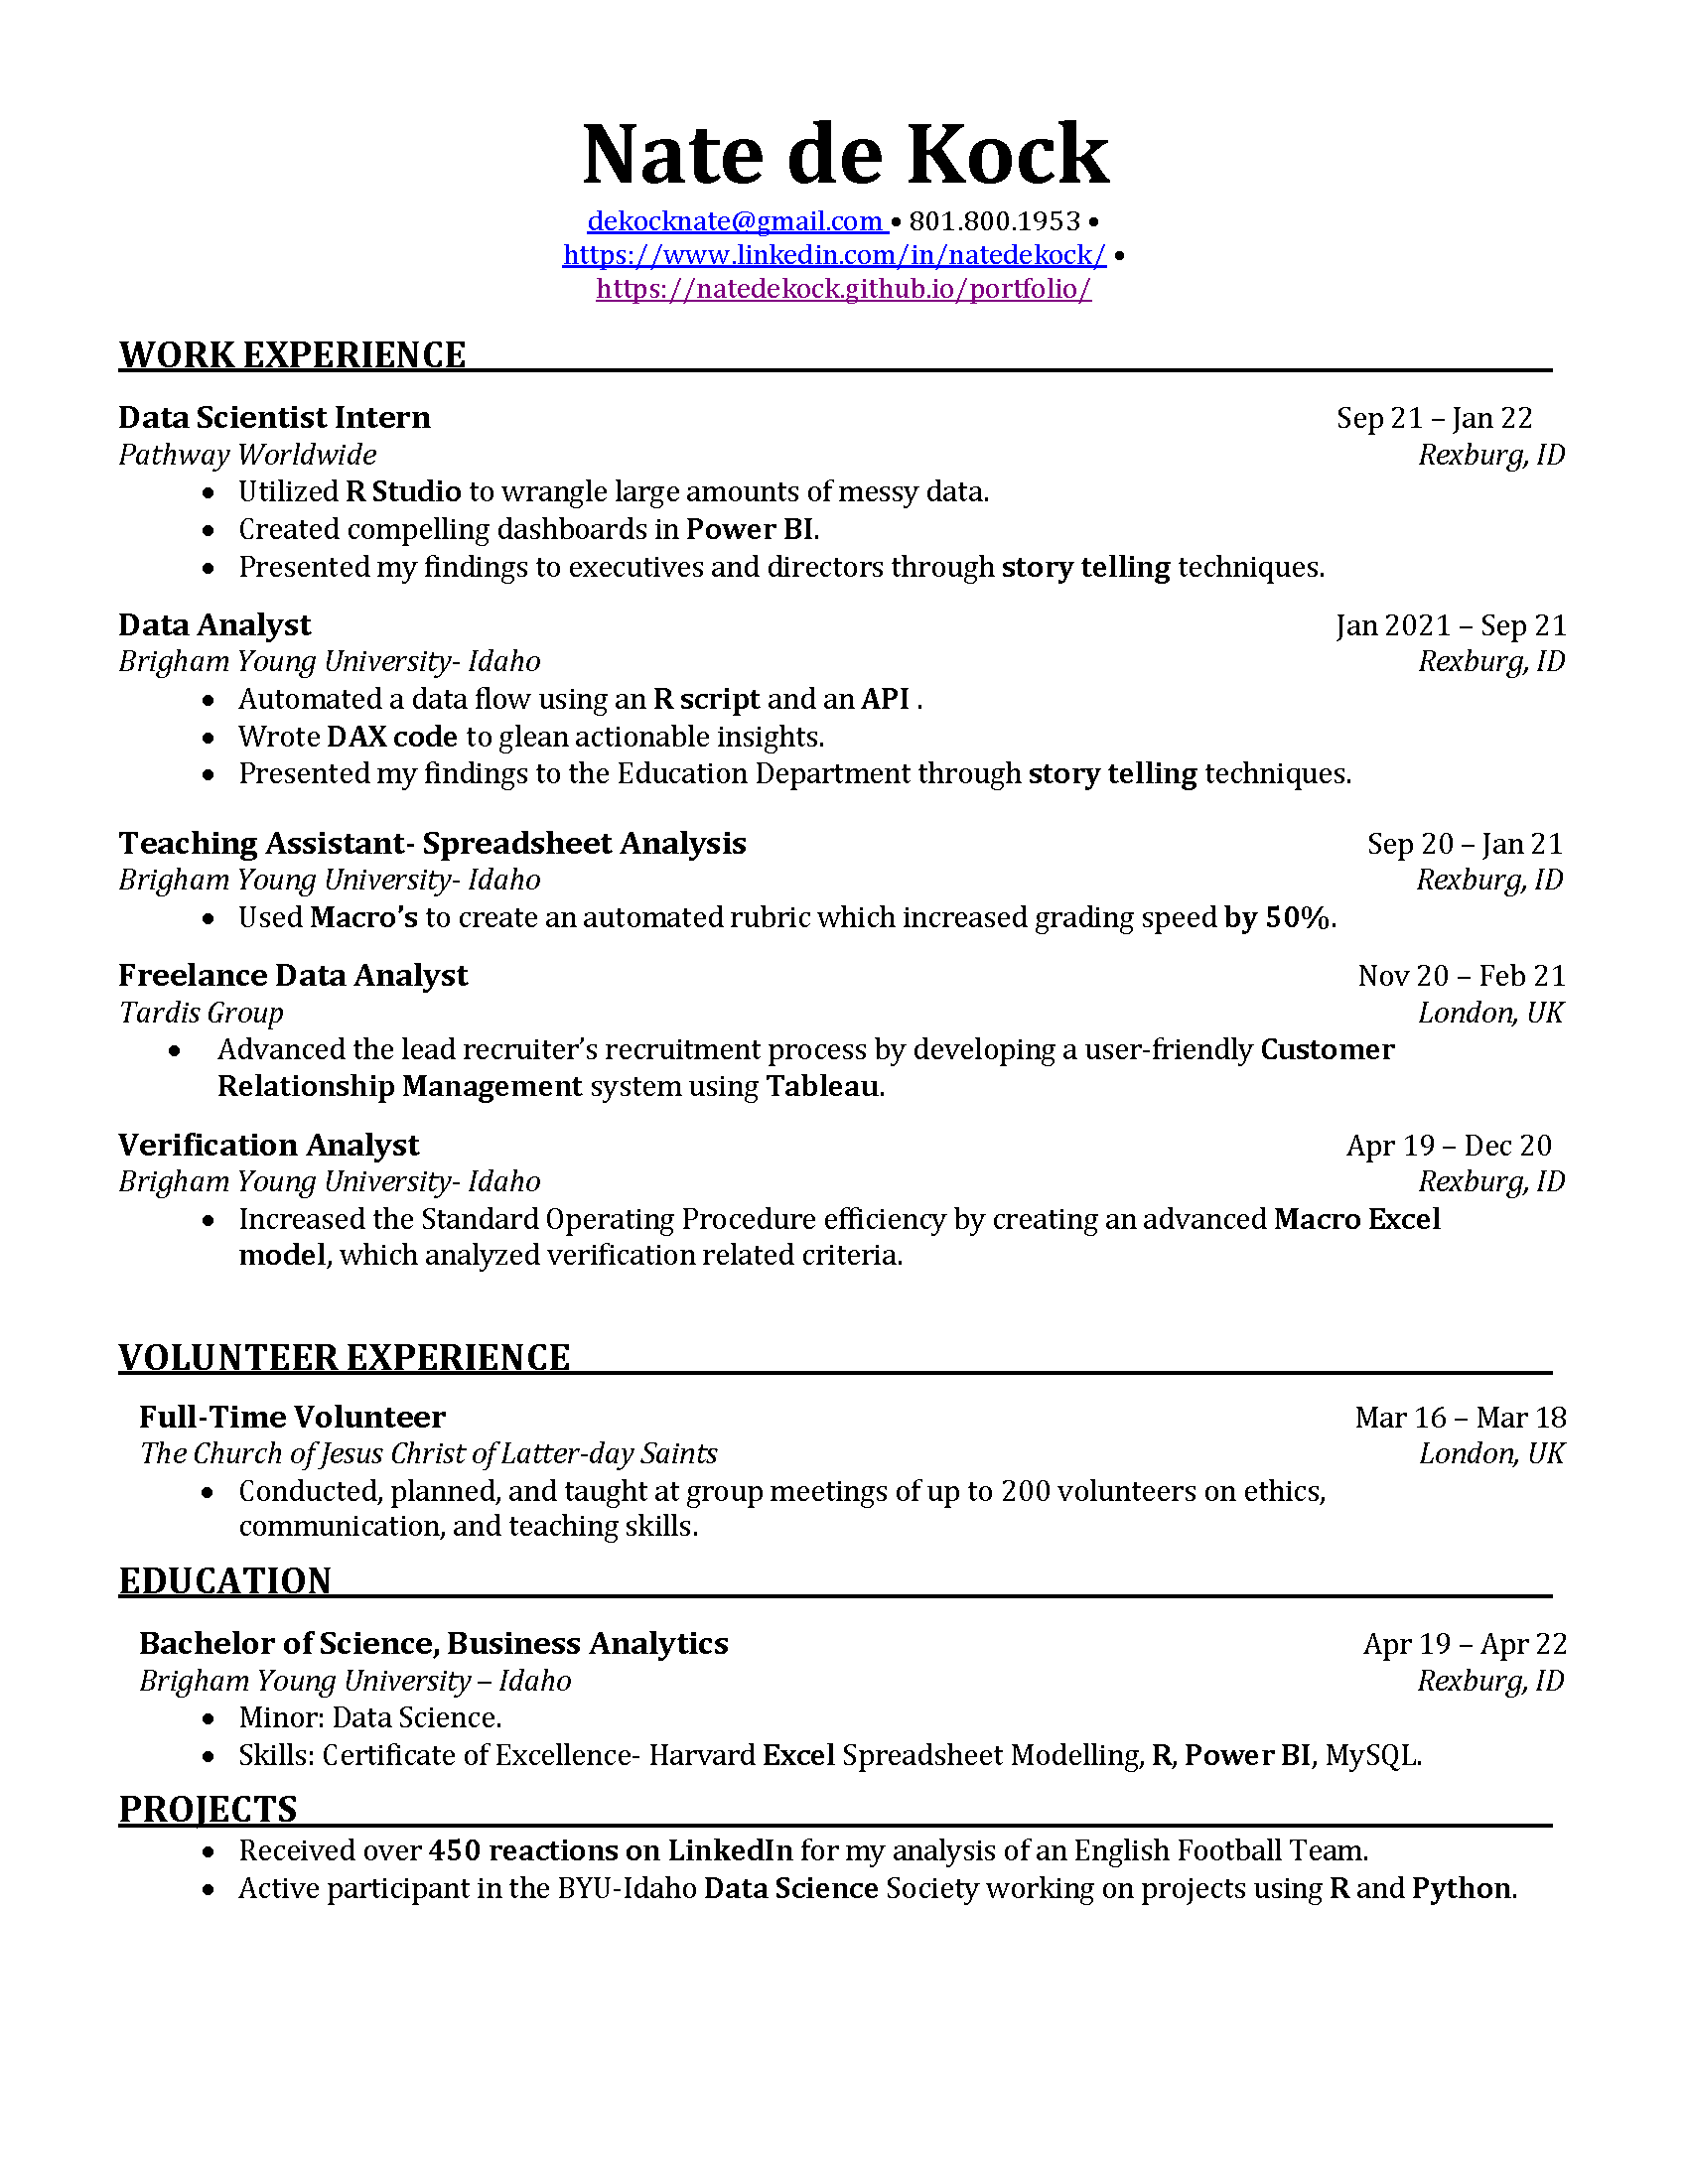 Nate de Kock
dekocknate@gmail.com • 801.800.1953 •
https://www.linkedin.com/in/natedekock/ •
https://natedekock.github.io/portfolio/
WORK EXPERIENCE
Data Scientist Intern Sep 21 – Jan 22
Pathway Worldwide Rexburg, ID
• Utilized R Studio to wrangle large amounts of messy data.
• Created compelling dashboards in Power BI.
• Presented my findings to executives and directors through story telling techniques.
Data Analyst Jan 2021 – Sep 21
Brigham Young University- Idaho Rexburg, ID
• Automated a data flow using an R script and an API .
• Wrote DAX code to glean actionable insights.
• Presented my findings to the Education Department through story telling techniques.
Teaching Assistant- Spreadsheet Analysis Sep 20 – Jan 21
Brigham Young University- Idaho Rexburg, ID
• Used Macro’s to create an automated rubric which increased grading speed by 50%.
Freelance Data Analyst Nov 20 – Feb 21
Tardis Group London, UK
• Advanced the lead recruiter’s recruitment process by developing a user-friendly Customer
Relationship Management system using Tableau.
Verification Analyst Apr 19 – Dec 20
Brigham Young University- Idaho Rexburg, ID
• Increased the Standard Operating Procedure efficiency by creating an advanced Macro Excel
model, which analyzed verification related criteria.
VOLUNTEER EXPERIENCE
Full-Time Volunteer Mar 16 – Mar 18
The Church of Jesus Christ of Latter-day Saints London, UK
• Conducted, planned, and taught at group meetings of up to 200 volunteers on ethics,
communication, and teaching skills.
EDUCATION
Bachelor of Science, Business Analytics Apr 19 – Apr 22
Brigham Young University – Idaho Rexburg, ID
• Minor: Data Science.
• Skills: Certificate of Excellence- Harvard Excel Spreadsheet Modelling, R, Power BI, MySQL.
PROJECTS
• Received over 450 reactions on LinkedIn for my analysis of an English Football Team.
• Active participant in the BYU-Idaho Data Science Society working on projects using R and Python.